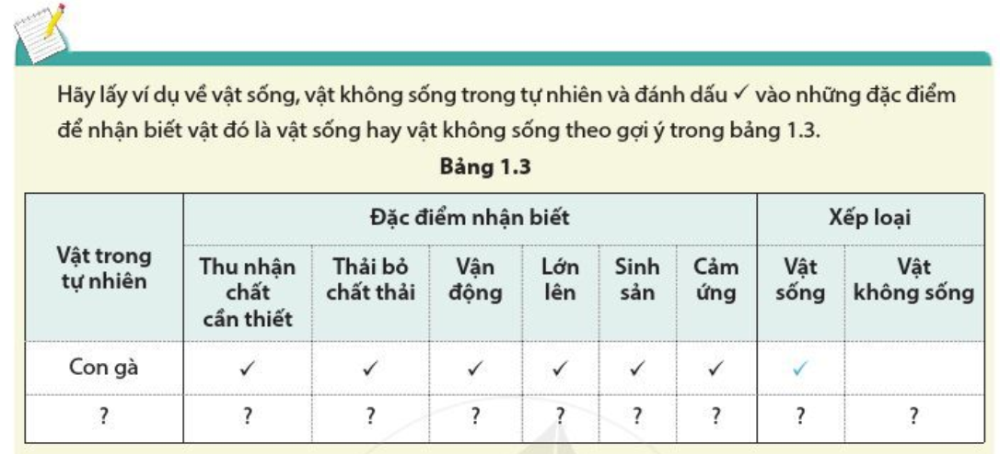 Hãy lấy ví dụ về vật sống, vật không sống trong tự nhiên và đánh dấu ✓ vào những đặc điểm
để nhận biết vật đó là vật sống hay vật không sống theo gợi ý trong bảng 1.3.
Bảng 1.3
Vật trong
tự nhiên
Đặc điểm nhận biết
Xếp loại
Thu nhận
chất
cần thiết
Thải bỏ
chất thải
Vận
động
Lớn
lên
Sinh
sản
Cảm
ứng
Vật
sống
Vật
không sống
Con gà ✓ ✓ ✓ ✓ ✓ ✓ ✓
? ? ? ? ? ? ? ? ?